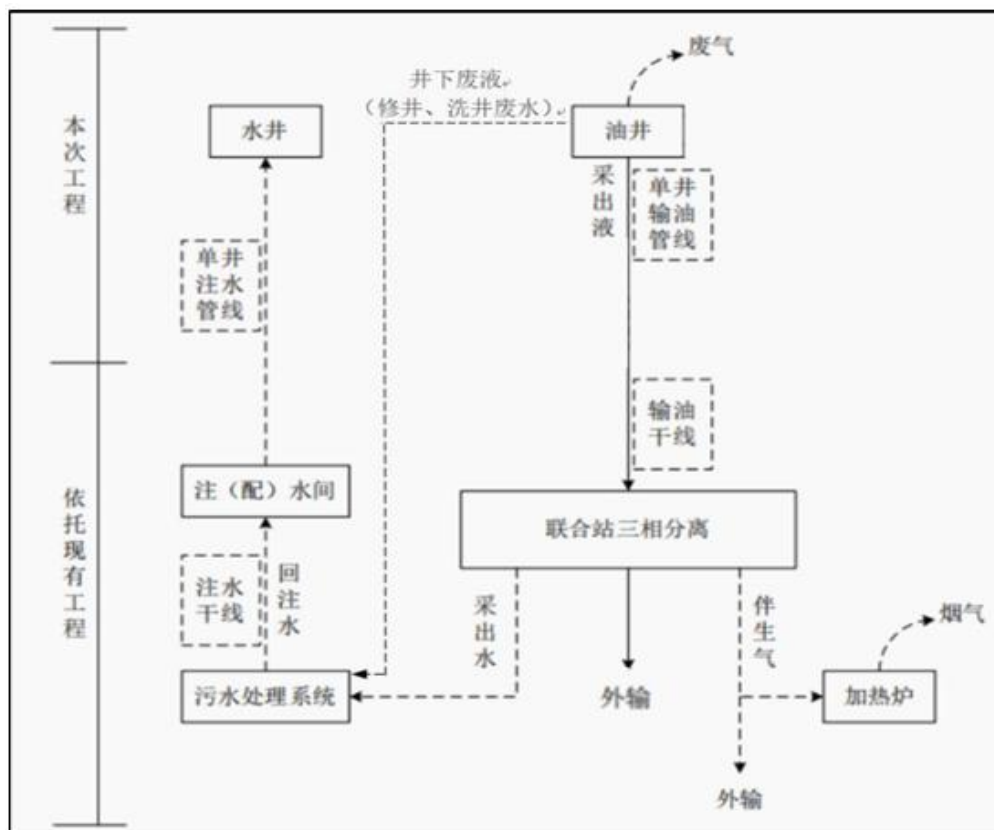 废气
井下废液
（修井、洗井废水）
水井
油井
本次工程
采出液
单井
输油
管线
单井
注水
管线
输油
干线
注（配）水间
联合站三相分离
依托现有工程
注水
干线
回注水
采出水
伴生气
烟气
污水处理系统
外输
加热炉
外输